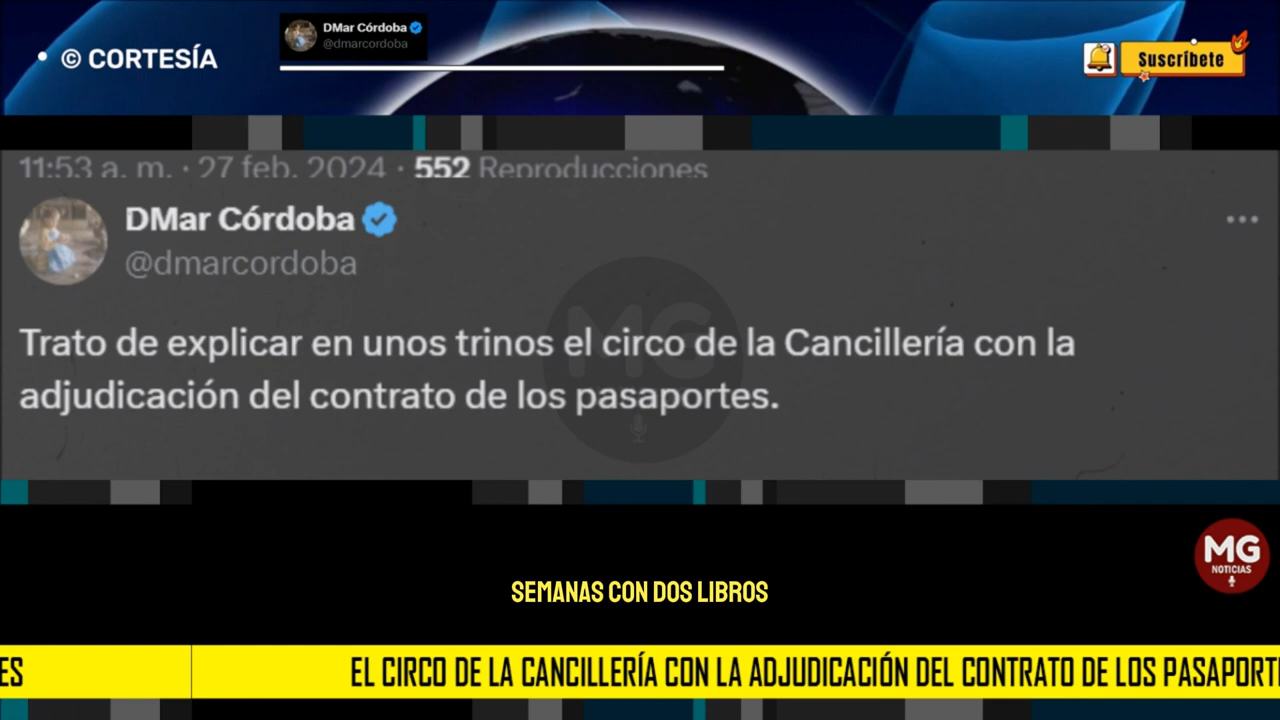 © CORTESÍA
DMar Córdoba
@dmarcordoba
Suscríbete
11:53 a. m. · 27 feb. 2024 · 552 Reproducciones
DMar Córdoba
@dmarcordoba
Trato de explicar en unos trinos el circo de la Cancillería con la
adjudicación del contrato de los pasaportes.
MG
MG
NOTICIAS
SEMANAS CON DOS LIBROS
ES
EL CIRCO DE LA CANCILLERÍA CON LA ADJUDICACIÓN DEL CONTRATO DE LOS PASAPORT